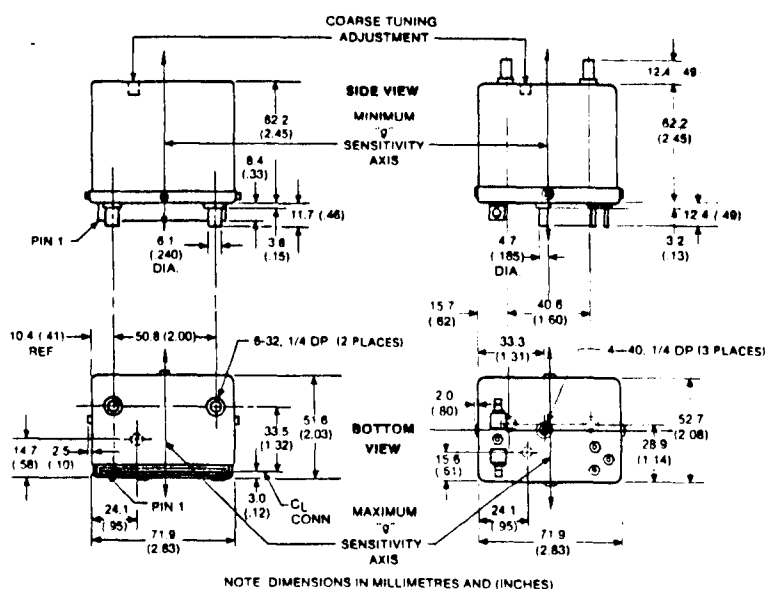 COARSE TUNING
ADJUSTMENT
SIDE VIEW
MINIMUM
"g"
SENSITIVITY
AXIS
62.2
(2.45)
8.4
(.33)
11.7 (.46)
PIN 1
6.1
(.240)
DIA.
3.8
(.15)
12.4 .49
62.2
(2.45)
12.4 (.49)
4.7
(.185)
DIA.
3.2
(.13)
10.4 (.41)
REF
50.8 (2.00)
6-32, 1/4 DP (2 PLACES)
15.7
(.62)
40.6
(1.60)
33.3
(1.31)
4-40, 1/4 DP (3 PLACES)
BOTTOM
VIEW
14.7
(.58)
2.5
(.10)
33.5
(1.32)
51.6
(2.03)
3.0
(.12)
PIN 1
CL
CONN
24.1
(.95)
71.9
(2.83)
MAXIMUM
"g"
SENSITIVITY
AXIS
2.0
(.80)
15.6
(.61)
52.7
(2.08)
28.9
(1.14)
24.1
(.95)
71.9
(2.83)
NOTE DIMENSIONS IN MILLIMETRES AND (INCHES)